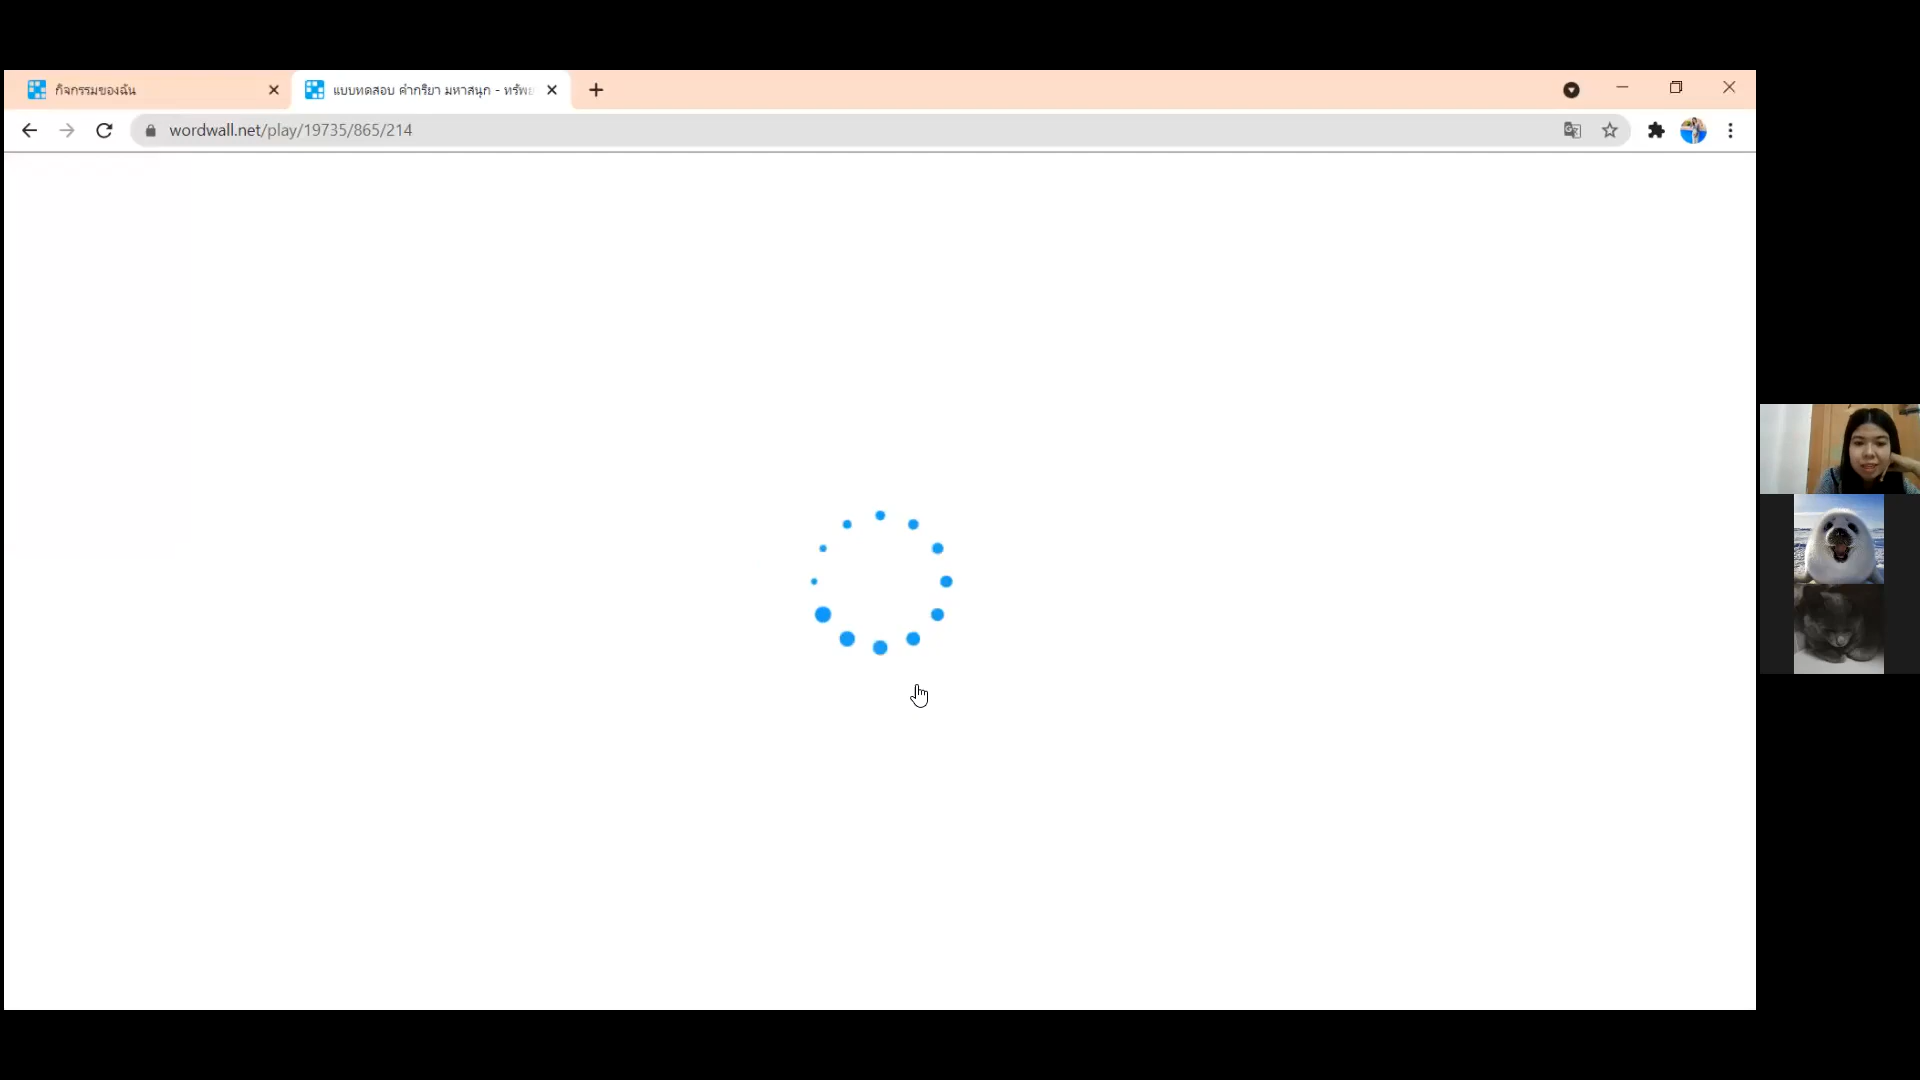 กิจกรรมของฉัน
แบบทดสอบ คำกริยา มหาสนุก - ทรัพย
wordwall.net/play/19735/865/214